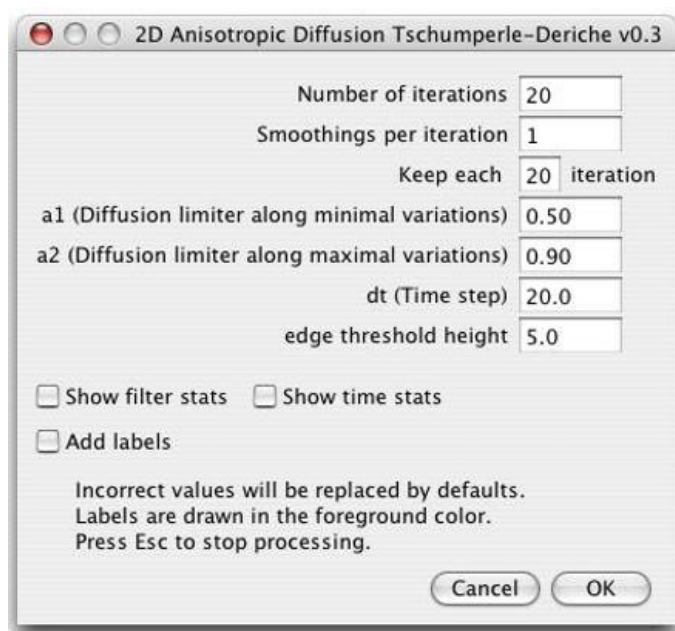 2D Anisotropic Diffusion Tschumperle-Deriche v0.3
Number of iterations 20
Smoothings per iteration 1
Keep each 20 iteration
a1 (Diffusion limiter along minimal variations) 0.50
a2 (Diffusion limiter along maximal variations) 0.90
dt (Time step) 20.0
edge threshold height 5.0
Show filter stats Show time stats
Add labels
Incorrect values will be replaced by defaults.
Labels are drawn in the foreground color.
Press Esc to stop processing.
Cancel OK